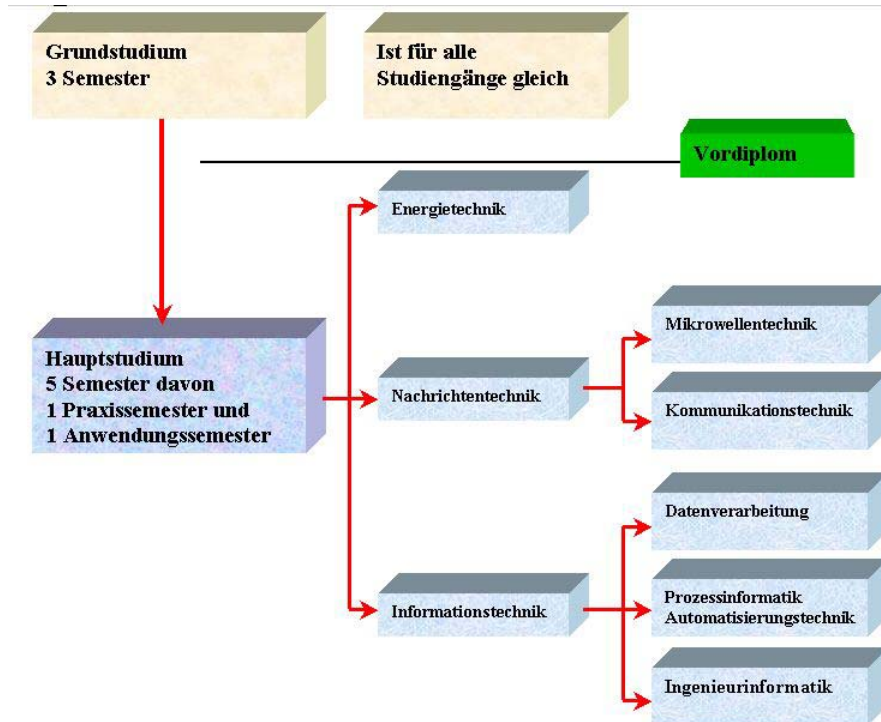 Grundstudium
3 Semester
Ist für alle
Studiengänge gleich
Vordiplom
Energietechnik
Hauptstudium
5 Semester davon
1 Praxissemester und
1 Anwendungssemester
Nachrichtentechnik
Mikrowellentechnik
Kommunikationstechnik
Informationstechnik
Datenverarbeitung
Prozessinformatik
Automatisierungstechnik
Ingenieurinformatik